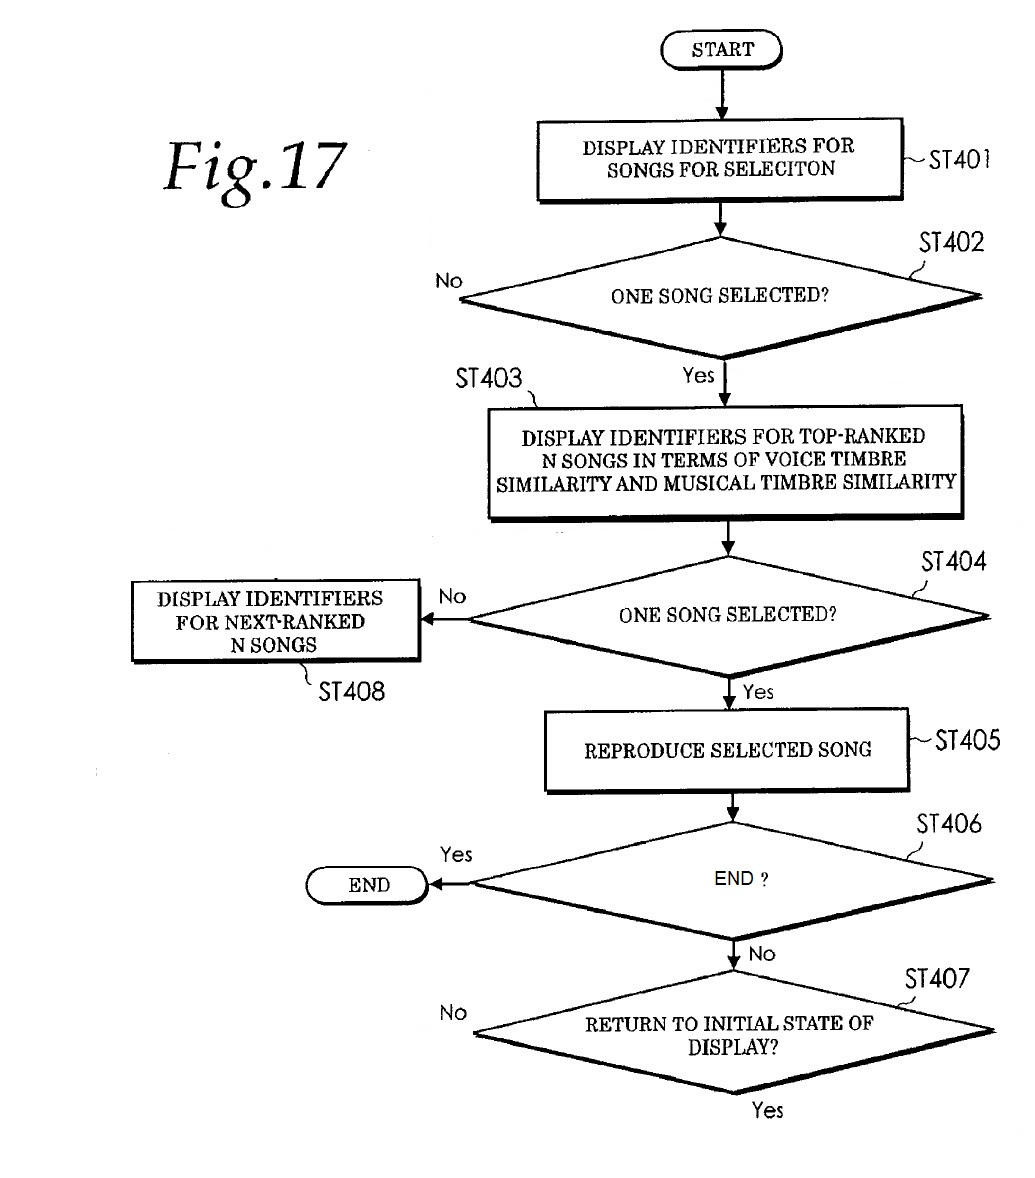 START
Fig.17
DISPLAY IDENTIFIERS FOR
SONGS FOR SELECITON
ST401
ST402
No
ONE SONG SELECTED?
Yes
ST403
DISPLAY IDENTIFIERS FOR TOP-RANKED
N SONGS IN TERMS OF VOICE TIMBRE
SIMILARITY AND MUSICAL TIMBRE SIMILARITY
ST404
No
ONE SONG SELECTED?
DISPLAY IDENTIFIERS
FOR NEXT-RANKED
N SONGS
ST408
Yes
REPRODUCE SELECTED SONG
ST405
ST406
Yes
END
END ?
No
ST407
No
RETURN TO INITIAL STATE OF
DISPLAY?
Yes